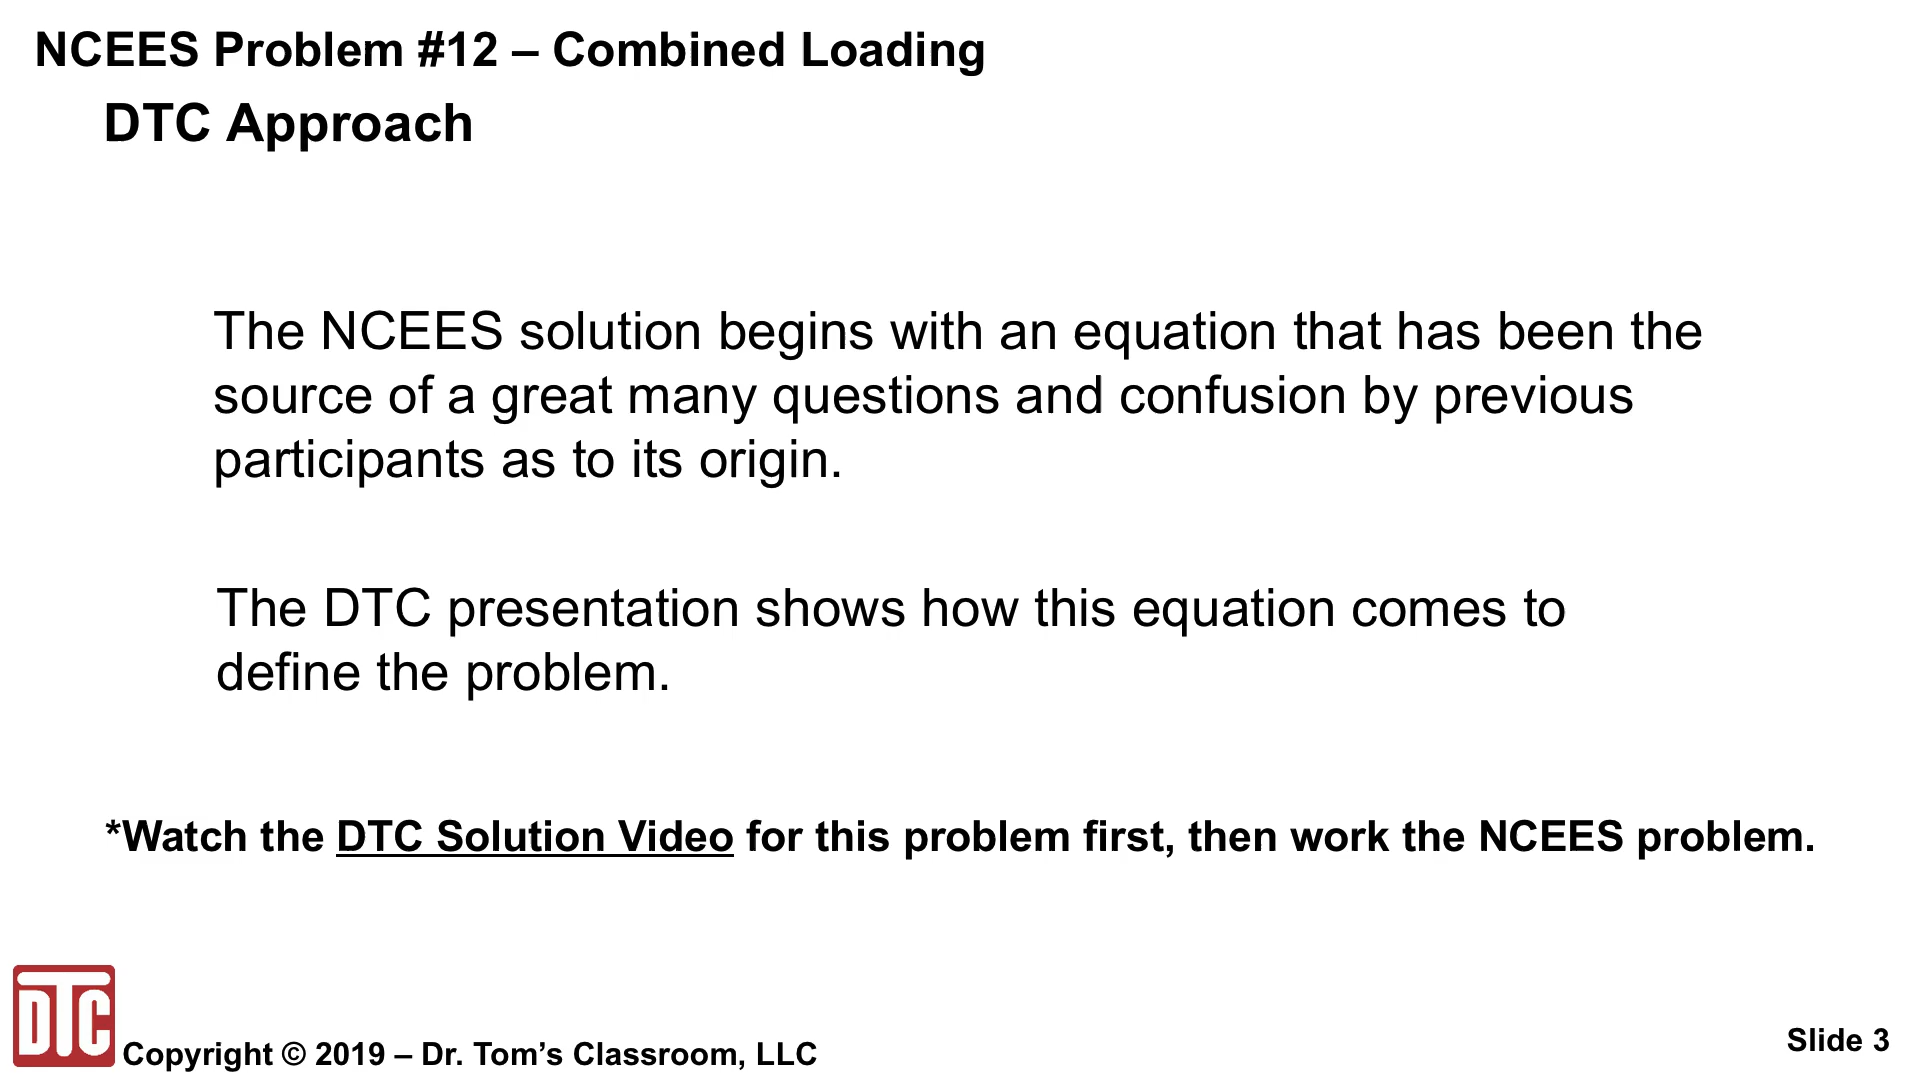 NCEES Problem #12 – Combined Loading
DTC Approach
The NCEES solution begins with an equation that has been the
source of a great many questions and confusion by previous
participants as to its origin.
The DTC presentation shows how this equation comes to
define the problem.
*Watch the DTC Solution Video for this problem first, then work the NCEES problem.
DTC
Copyright © 2019 – Dr. Tom’s Classroom, LLC
Slide 3